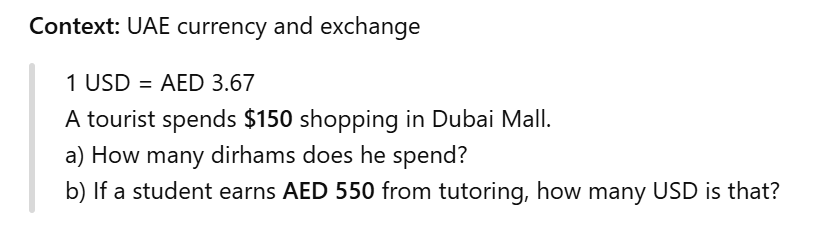 Context: UAE currency and exchange
1 USD = AED 3.67
A tourist spends $150 shopping in Dubai Mall.
a) How many dirhams does he spend?
b) If a student earns AED 550 from tutoring, how many USD is that?